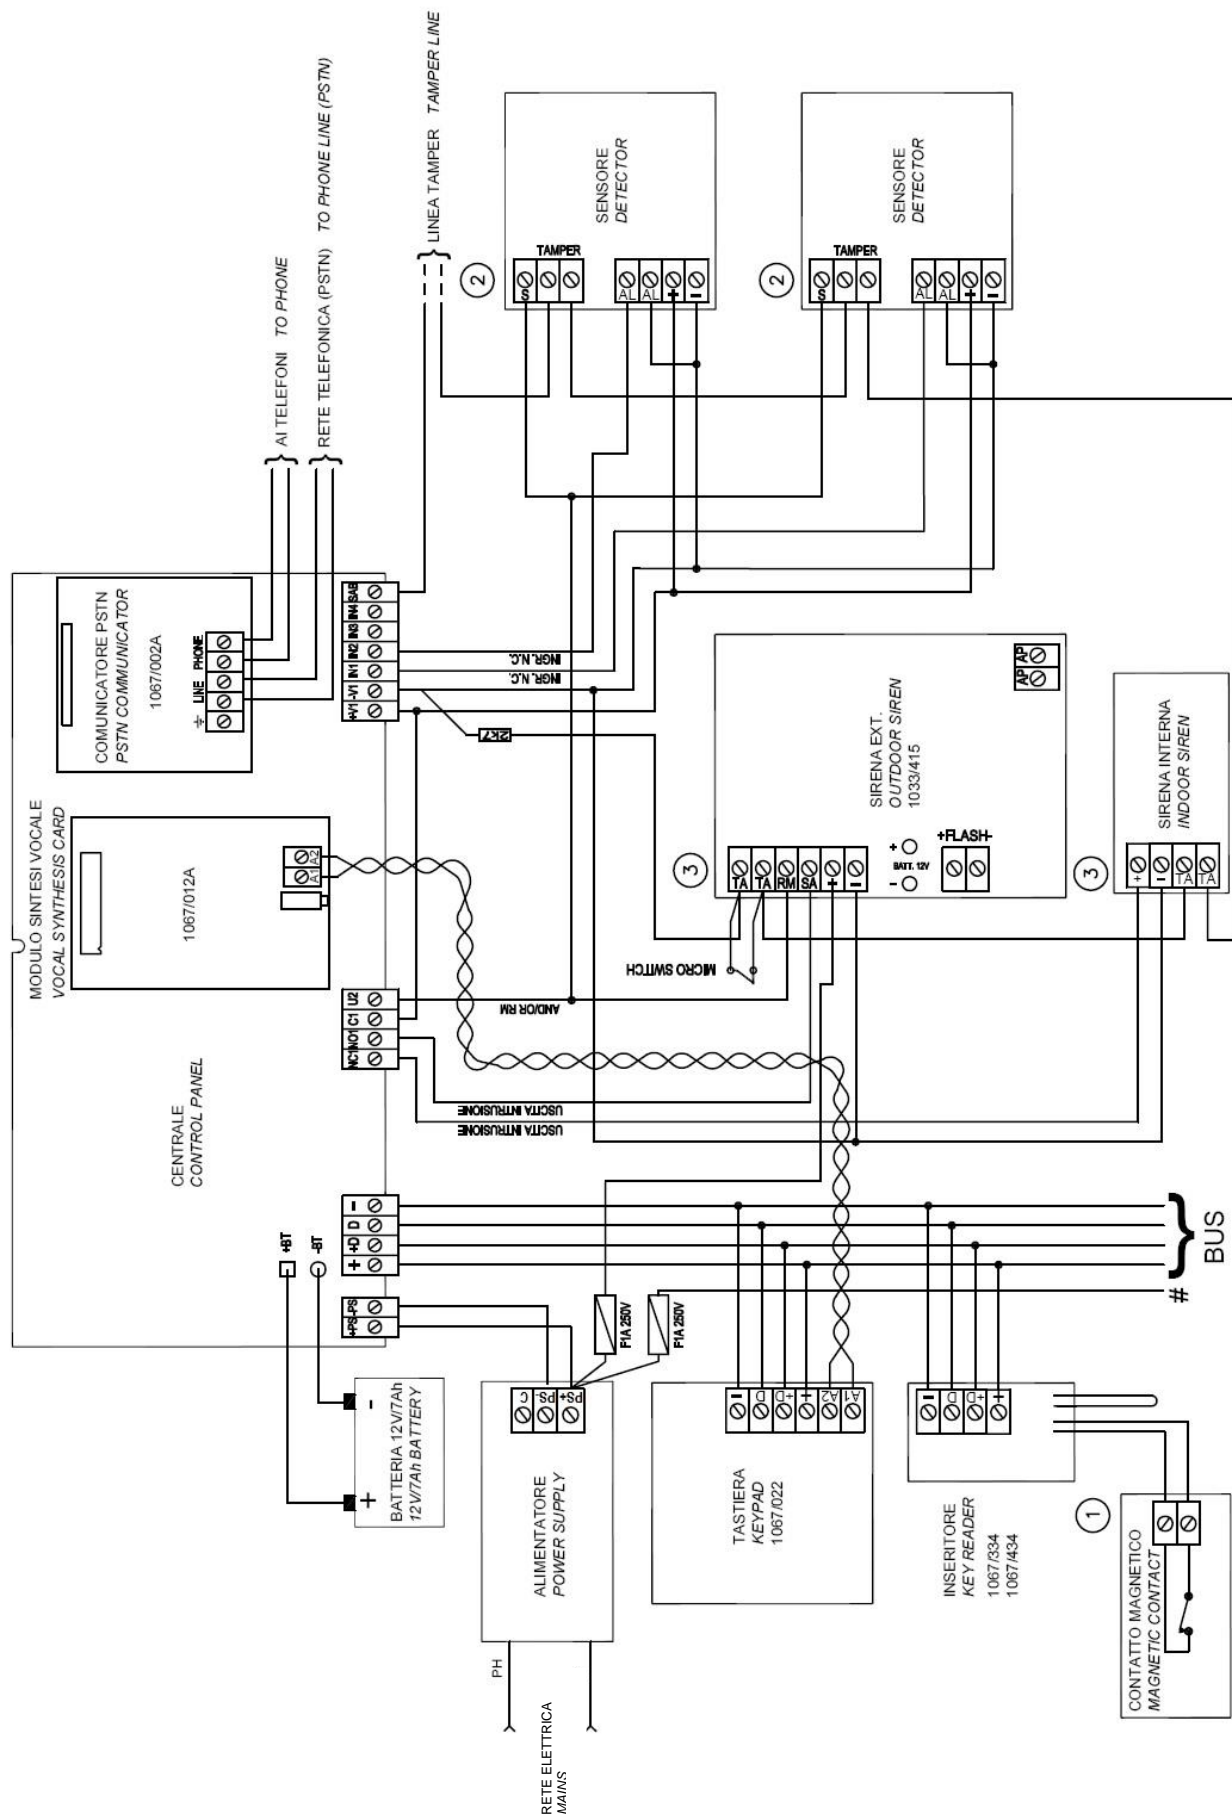 MODULO SINTESI VOCALE
VOCAL SYNTHESIS CARD
1067/012A
A1
A2
COMUNICATORE PSTN
PSTN COMMUNICATOR
1067/002A
LINE
PHONE
AI TELEFONI TO PHONE
RETE TELEFONICA (PSTN) TO PHONE LINE (PSTN)
LINEA TAMPER TAMPER LINE
CENTRALE
CONTROL PANEL
+BT
-BT
+PS-PS
+ +D D -
NC1 NO1 C1 U2
+V1 -V1 IN1 IN2 IN3 IN4 SAB
INGR. N.C.
INGR. N.C.
2k7
AND/OR RM
USCITA INTRUSIONE
USCITA INTRUSIONE
MICRO SWITCH
2
SENSORE
DETECTOR
TAMPER
S
AL AL + -
2
SENSORE
DETECTOR
TAMPER
S
AL AL + -
3
SIRENA EXT.
OUTDOOR SIREN
1033/415
TA TA RM SA + -
AP AP
- +
BATT. 12V
+FLASH-
3
SIRENA INTERNA
INDOOR SIREN
+ - TA TA
BATTERIA 12V/7Ah
12V/7Ah BATTERY
+ -
ALIMENTATORE
POWER SUPPLY
C PS- PS+
F1A 250V
F1A 250V
PH
RETE ELETTRICA
MAINS
TASTIERA
KEYPAD
1067/022
- D +D + A2 A1
INSERITORE
KEY READER
1067/334
1067/434
- D +D +
#
BUS
1
CONTATTO MAGNETICO
MAGNETIC CONTACT